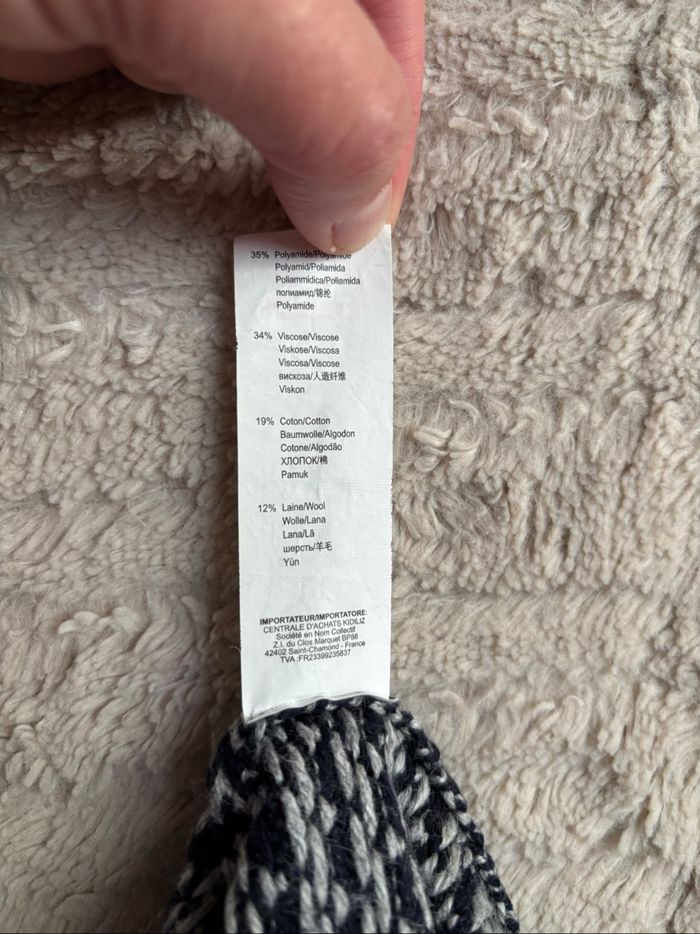 35% Polyamide/Polyamide
Polyamid/Poliamida
Poliammidica/Poliamida
полиамид/锦纶
Polyamide
34% Viscose/Viscose
Viskose/Viscosa
Viscosa/Viscose
вискоза/人造纤维
Viskon
19% Coton/Cotton
Baumwolle/Algodon
Cotone/Algodão
ХЛОПОК/棉
Pamuk
12% Laine/Wool
Wolle/Lana
Lana/Lã
шерсть/羊毛
Yün
IMPORTATEUR/IMPORTATORE:
CENTRALE D'ACHATS KIDILIZ
Société en Nom Collectif
Z.I. du Clos Marquet BP88
42402 Saint-Chamond - France
TVA :FR23399235837